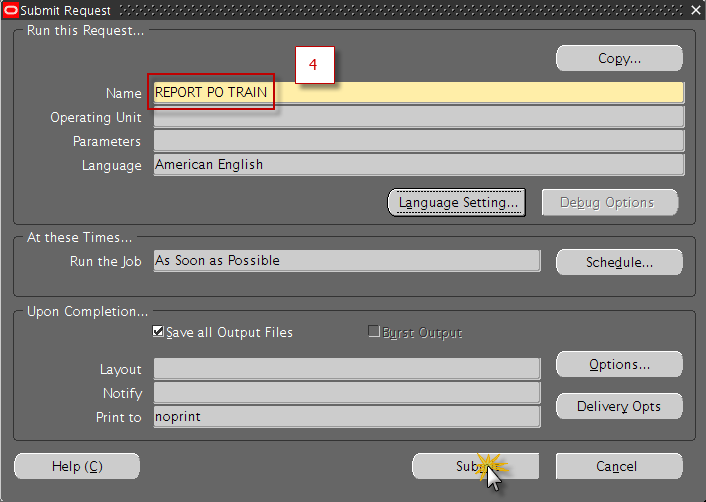 Submit Request
Run this Request...
Copy...
4
Name REPORT PO TRAIN
Operating Unit
Parameters
Language American English
Language Setting... Debug Options
At these Times...
Run the Job As Soon as Possible Schedule...
Upon Completion...
Save all Output Files Burst Output
Layout Options...
Notify
Delivery Opts
Print to noprint
Help (C) Cancel